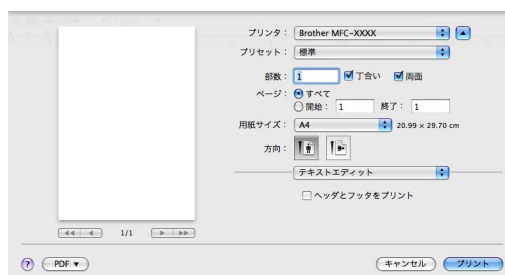 プリンタ： Brother MFC-XXXX
プリセット： 標準
部数： 1 丁合い 両面
ページ： すべて
開始： 1 終了： 1
用紙サイズ： A4 20.99 x 29.70 cm
方向：
テキストエディット
ヘッダとフッタをプリント
1/1
? PDF ▼ キャンセル プリント